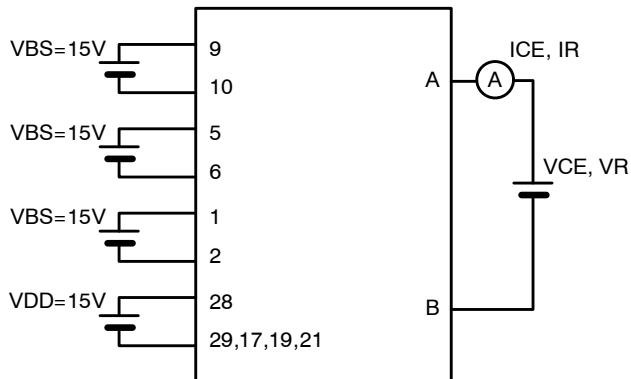 VBS=15V
9
10
VBS=15V
5
6
VBS=15V
1
2
VDD=15V
28
29,17,19,21
A
A
ICE, IR
VCE, VR
B